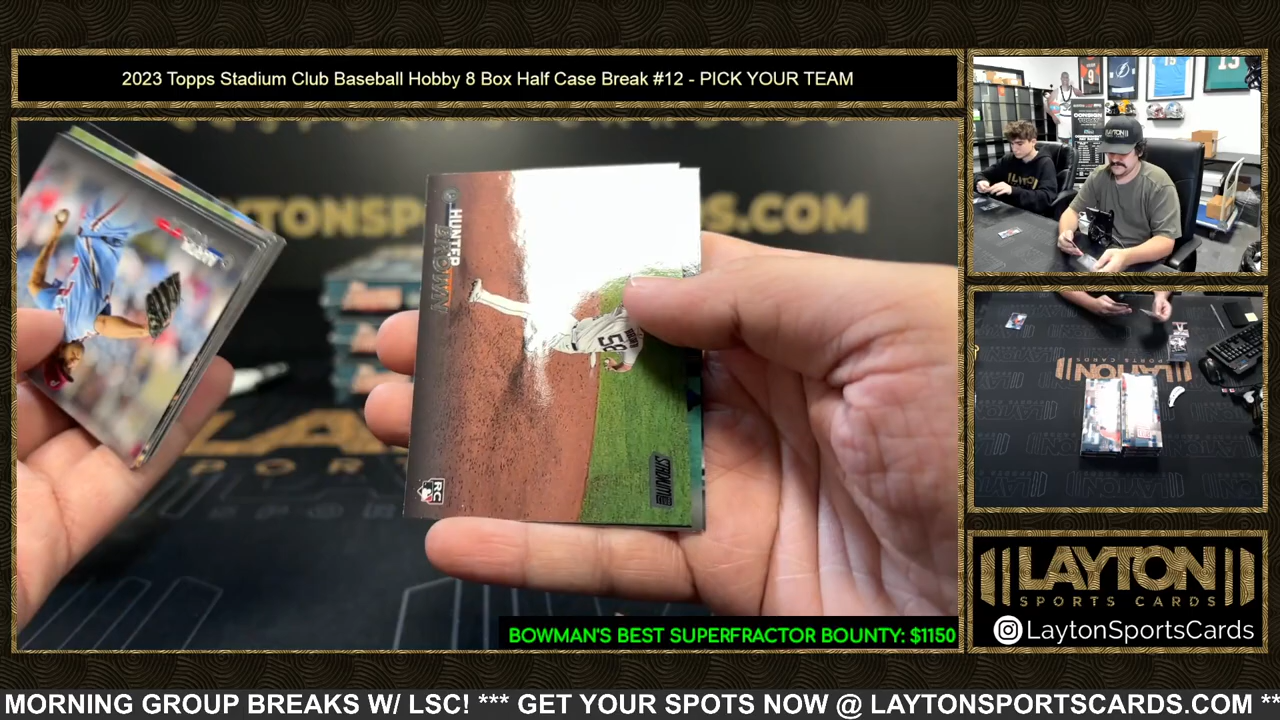 2023 Topps Stadium Club Baseball Hobby 8 Box Half Case Break #12 - PICK YOUR TEAM
HUNTER
BROWN
RC
58
LAYTON
SPORTS CARDS
LaytonSportsCards
BOWMAN'S BEST SUPERFRACTOR BOUNTY: $1150
MORNING GROUP BREAKS W/ LSC! *** GET YOUR SPOTS NOW @ LAYTONSPORTSCARDS.COM **